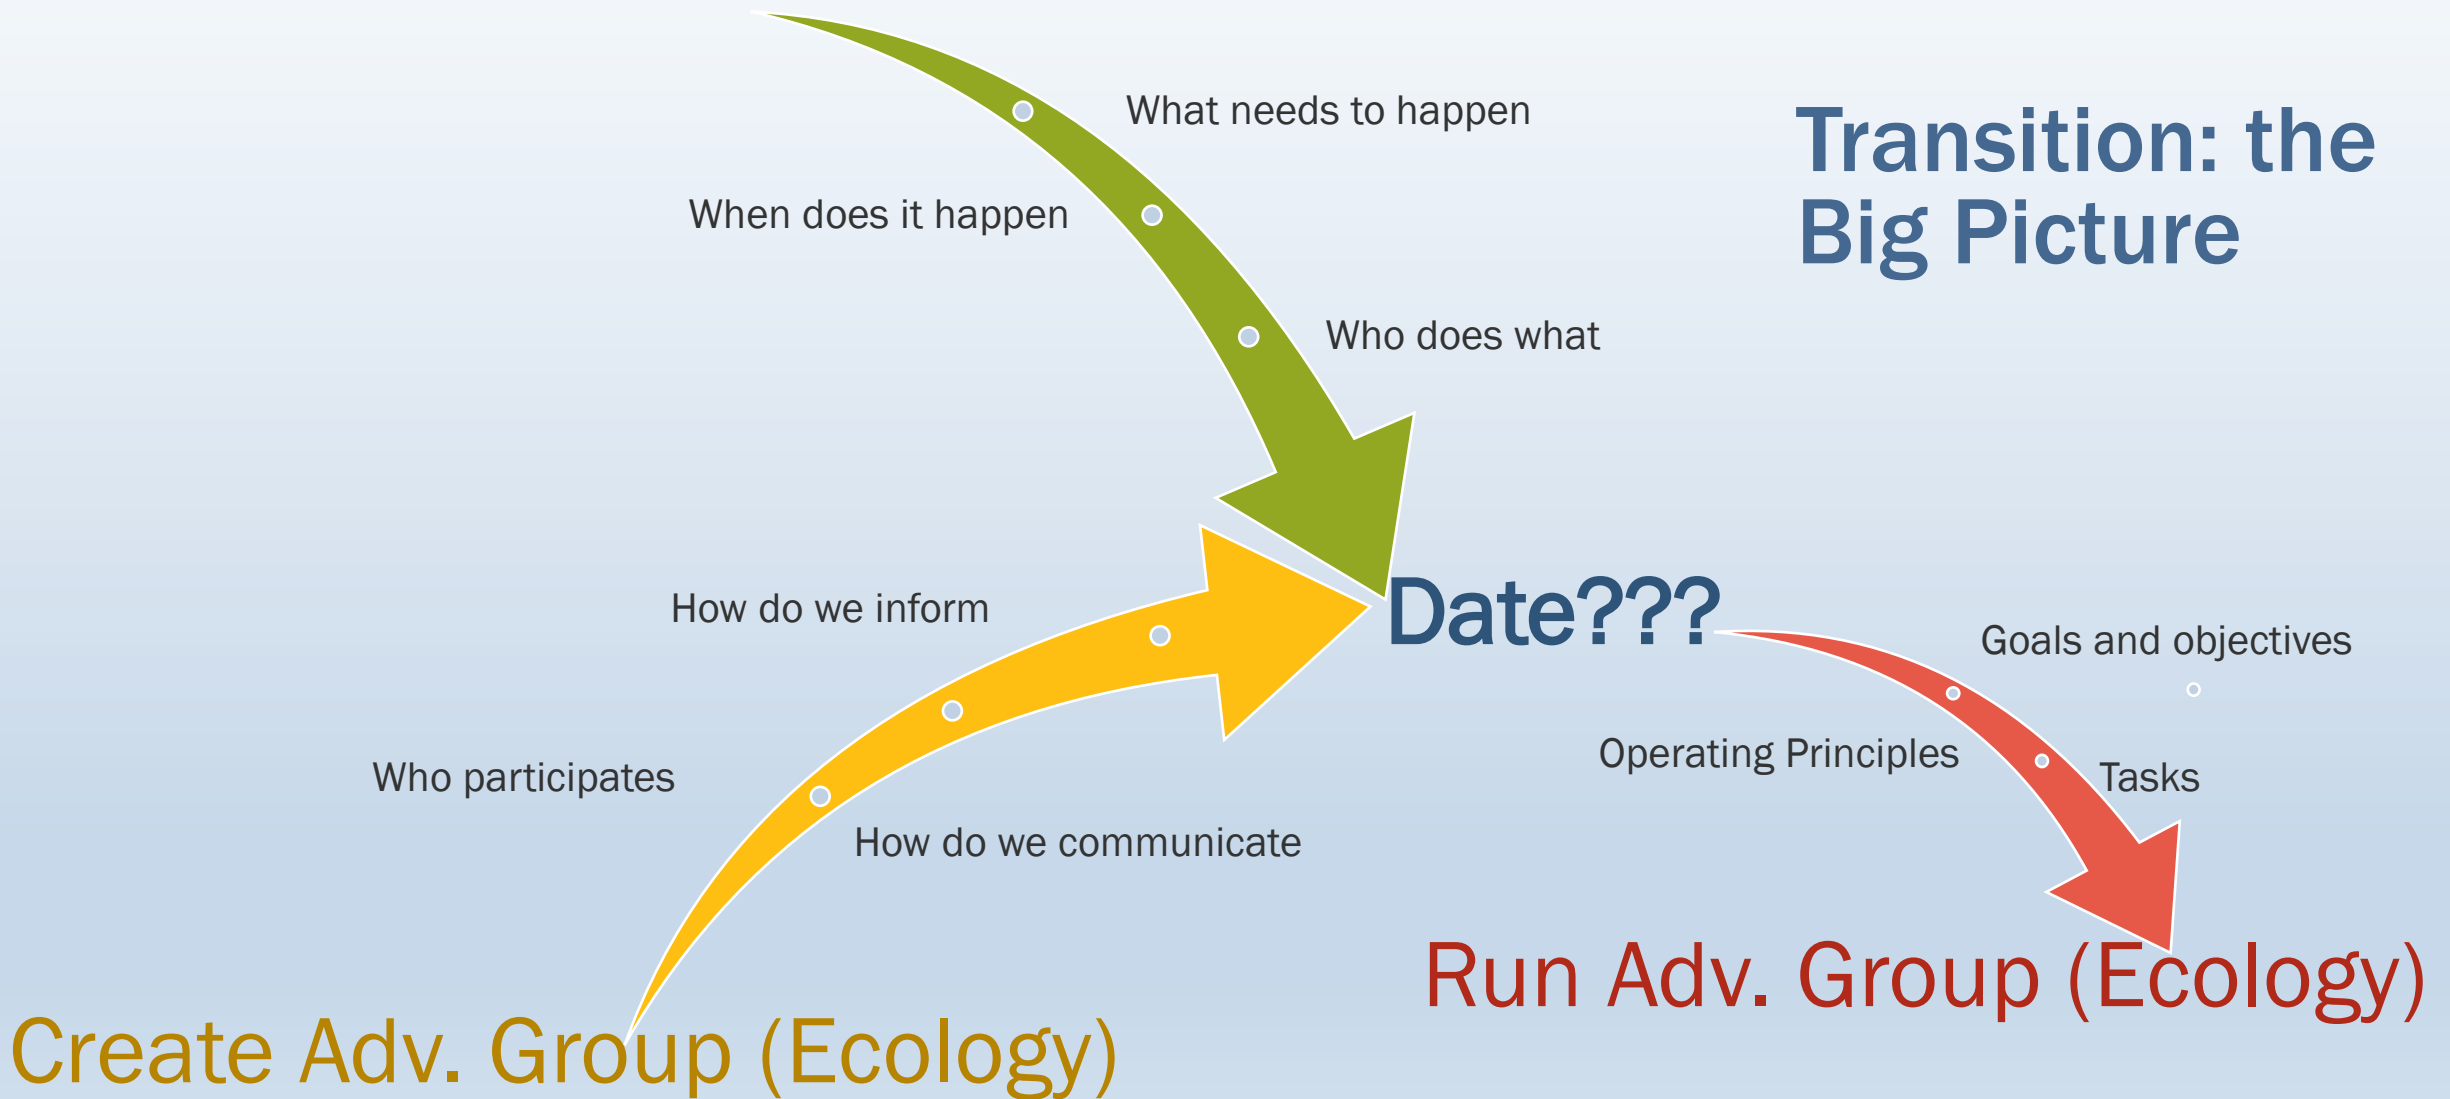 What needs to happen
Transition: the
Big Picture
When does it happen
Who does what
How do we inform
Date???
Goals and objectives
Operating Principles
Who participates
Tasks
How do we communicate
Run Adv. Group (Ecology)
Create Adv. Group (Ecology)